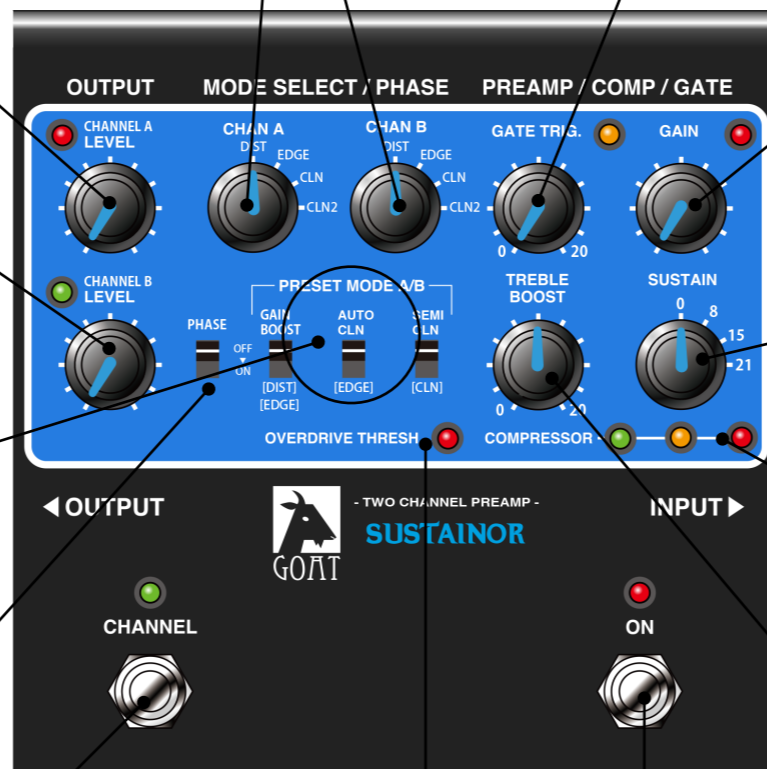 OUTPUT
MODE SELECT / PHASE
PREAMP / COMP / GATE
CHANNEL A
LEVEL
CHAN A
DIST
EDGE
CLN
CLN2
CHAN B
DIST
EDGE
CLN
CLN2
GATE TRIG.
0
20
GAIN
CHANNEL B
LEVEL
PRESET MODE A/B
PHASE
OFF
ON
GAIN
BOOST
[DIST]
[EDGE]
AUTO
CLN
[EDGE]
SEMI
CLN
[CLN]
TREBLE
BOOST
0
20
SUSTAIN
0
8
15
21
OVERDRIVE THRESH.
COMPRESSOR
OUTPUT
GOAT
- TWO CHANNEL PREAMP -
SUSTAINOR
INPUT
CHANNEL
ON